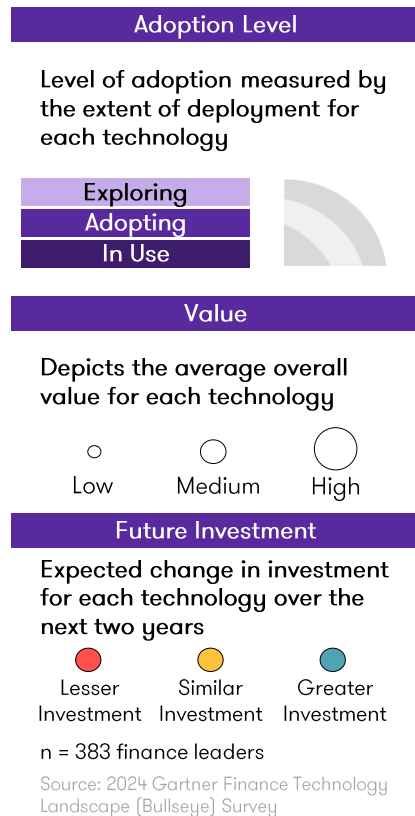 Adoption Level
Level of adoption measured by
the extent of deployment for
each technology
Exploring
Adopting
In Use
Value
Depicts the average overall
value for each technology
Low
Medium
High
Future Investment
Expected change in investment
for each technology over the
next two years
Lesser
Investment
Similar
Investment
Greater
Investment
n = 383 finance leaders
Source: 2024 Gartner Finance Technology
Landscape (Bullseye) Survey